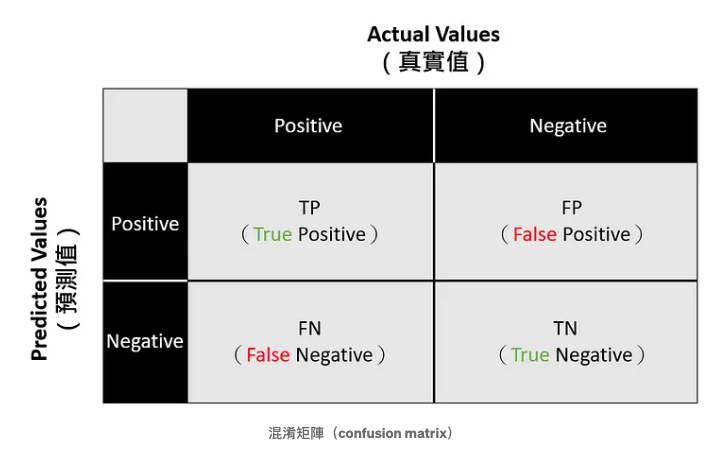 Actual Values
（真實值）
Positive
Negative
Predicted Values
（預測值）
Positive
TP
（True Positive）
FP
（False Positive）
Negative
FN
（False Negative）
TN
（True Negative）
混淆矩陣（confusion matrix）